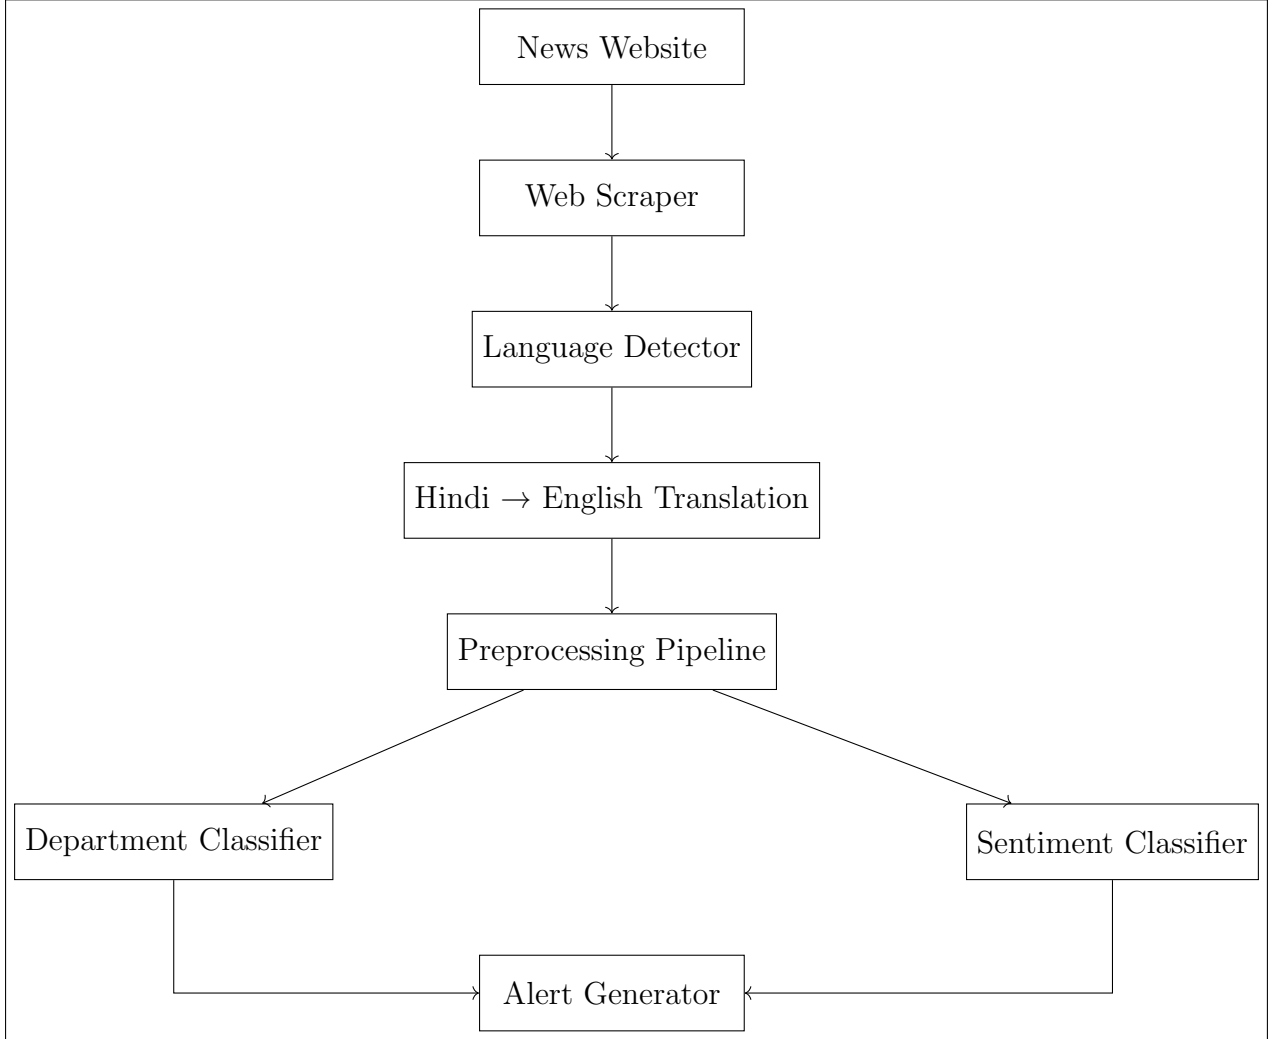 News Website
Web Scraper
Language Detector
Hindi → English Translation
Preprocessing Pipeline
Department Classifier
Sentiment Classifier
Alert Generator